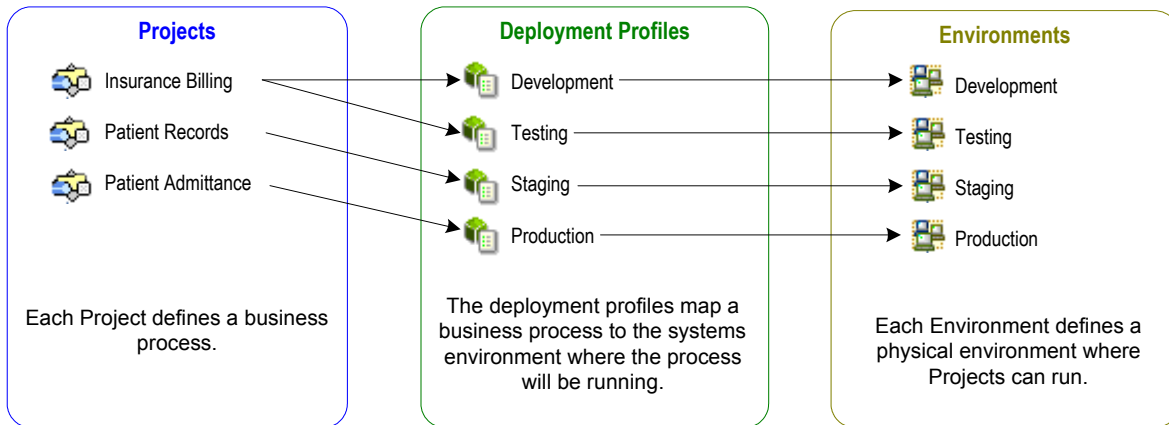 Projects
Insurance Billing
Patient Records
Patient Admittance
Each Project defines a business
process.
Deployment Profiles
Development
Testing
Staging
Production
The deployment profiles map a
business process to the systems
environment where the process
will be running.
Environments
Development
Testing
Staging
Production
Each Environment defines a
physical environment where
Projects can run.